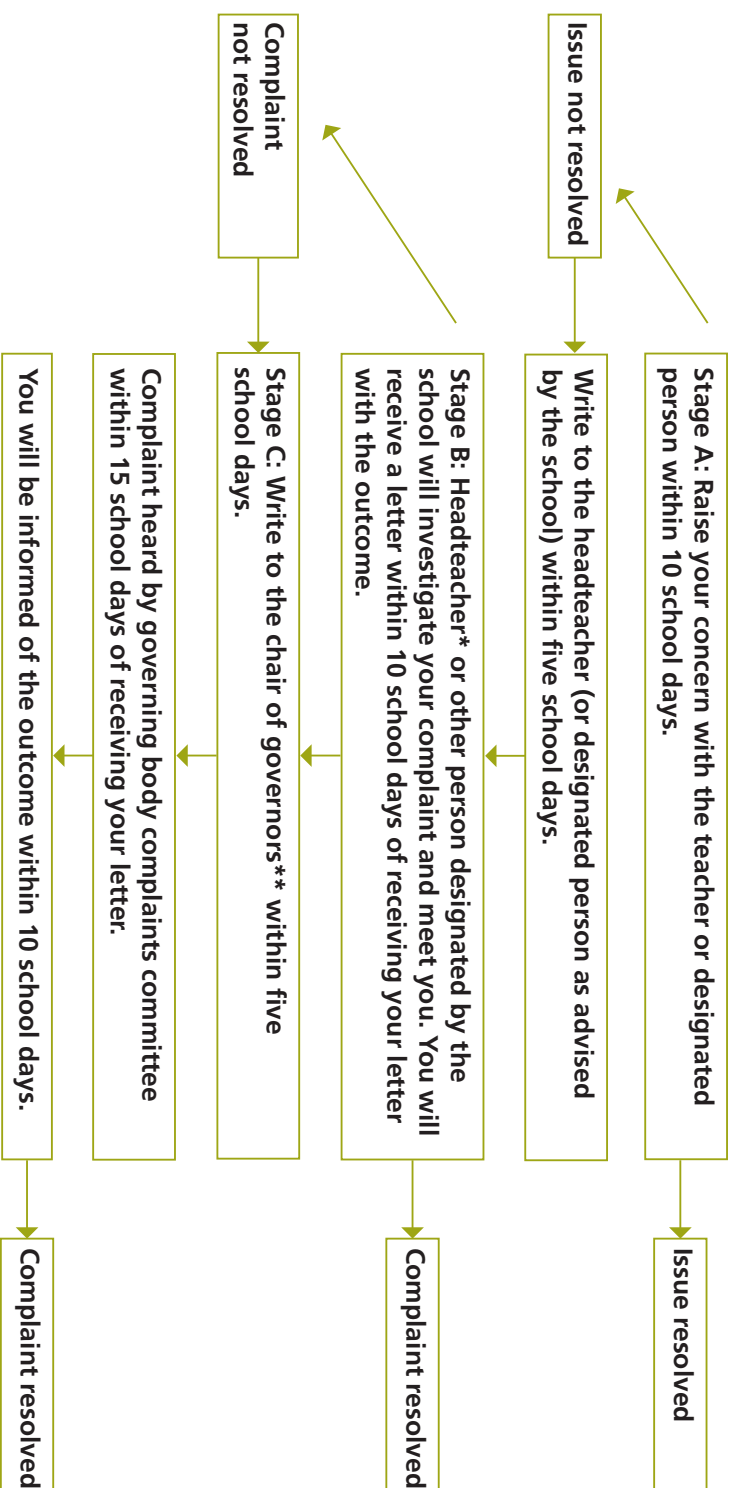 Stage A: Raise your concern with the teacher or designated
person within 10 school days.
Issue resolved
Issue not resolved
Write to the headteacher (or designated person as advised
by the school) within five school days.
Stage B: Headteacher* or other person designated by the
school will investigate your complaint and meet you. You will
receive a letter within 10 school days of receiving your letter
with the outcome.
Complaint resolved
Complaint
not resolved
Stage C: Write to the chair of governors** within five
school days.
Complaint heard by governing body complaints committee
within 15 school days of receiving your letter.
You will be informed of the outcome within 10 school days.
Complaint resolved